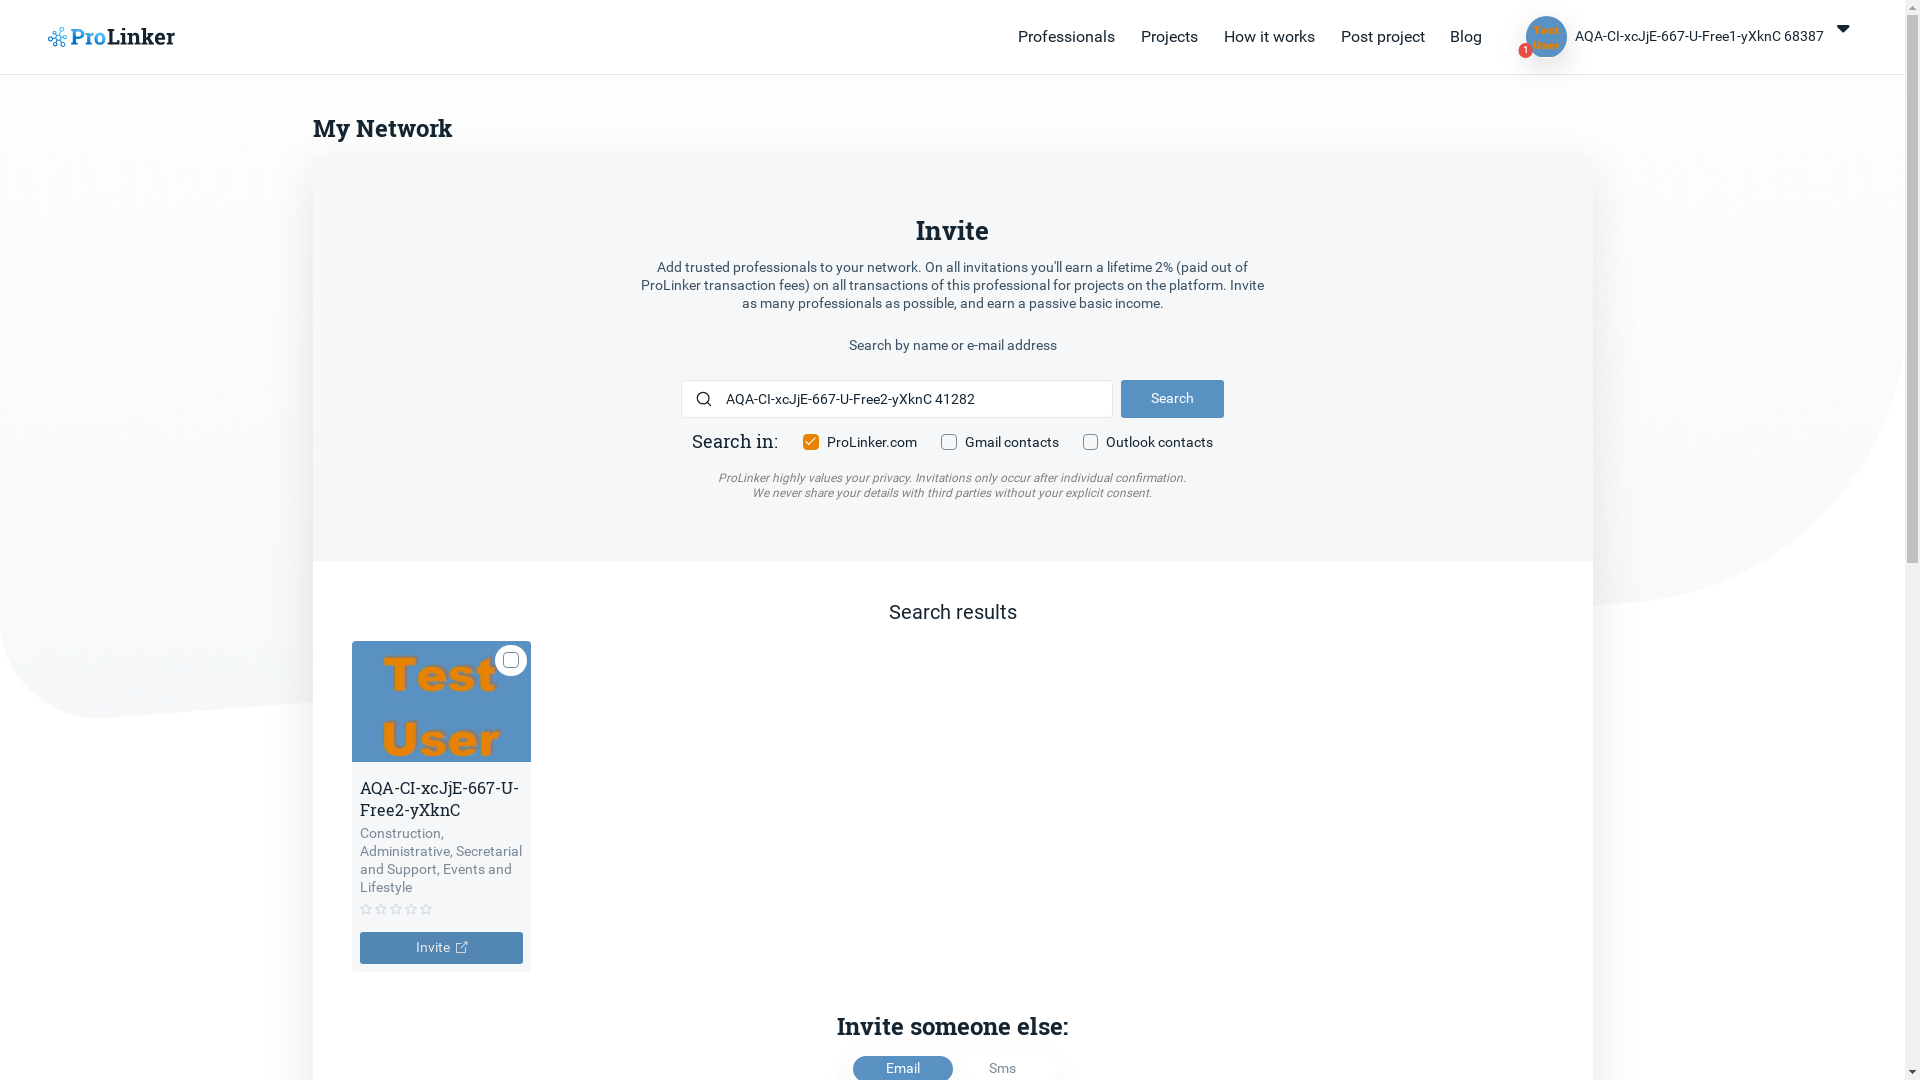 ProLinker
Professionals Projects How it works Post project Blog
Test
User
1
AQA-CI-xcJjE-667-U-Free1-yXknC 68387
My Network
Invite
Add trusted professionals to your network. On all invitations you'll earn a lifetime 2% (paid out of
ProLinker transaction fees) on all transactions of this professional for projects on the platform. Invite
as many professionals as possible, and earn a passive basic income.
Search by name or e-mail address
AQA-CI-xcJjE-667-U-Free2-yXknC 41282
Search
Search in: ProLinker.com Gmail contacts Outlook contacts
ProLinker highly values your privacy. Invitations only occur after individual confirmation.
We never share your details with third parties without your explicit consent.
Search results
Test
User
AQA-CI-xcJjE-667-U-
Free2-yXknC
Construction,
Administrative, Secretarial
and Support, Events and
Lifestyle
Invite
Invite someone else:
Email Sms